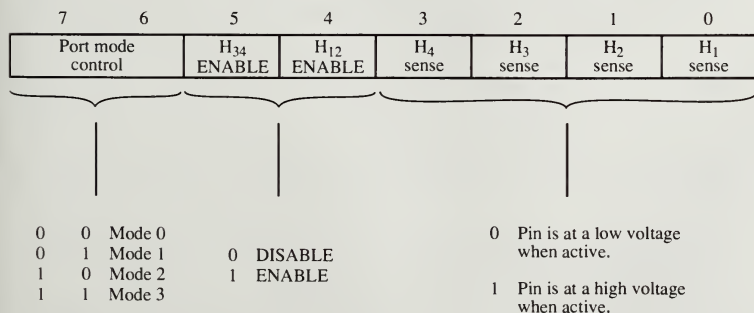 7 6 5 4 3 2 1 0
Port mode control H34 ENABLE H12 ENABLE H4 sense H3 sense H2 sense H1 sense
0 0 Mode 0
0 1 Mode 1
1 0 Mode 2
1 1 Mode 3
0 DISABLE
1 ENABLE
0 Pin is at a low voltage
when active.
1 Pin is at a high voltage
when active.